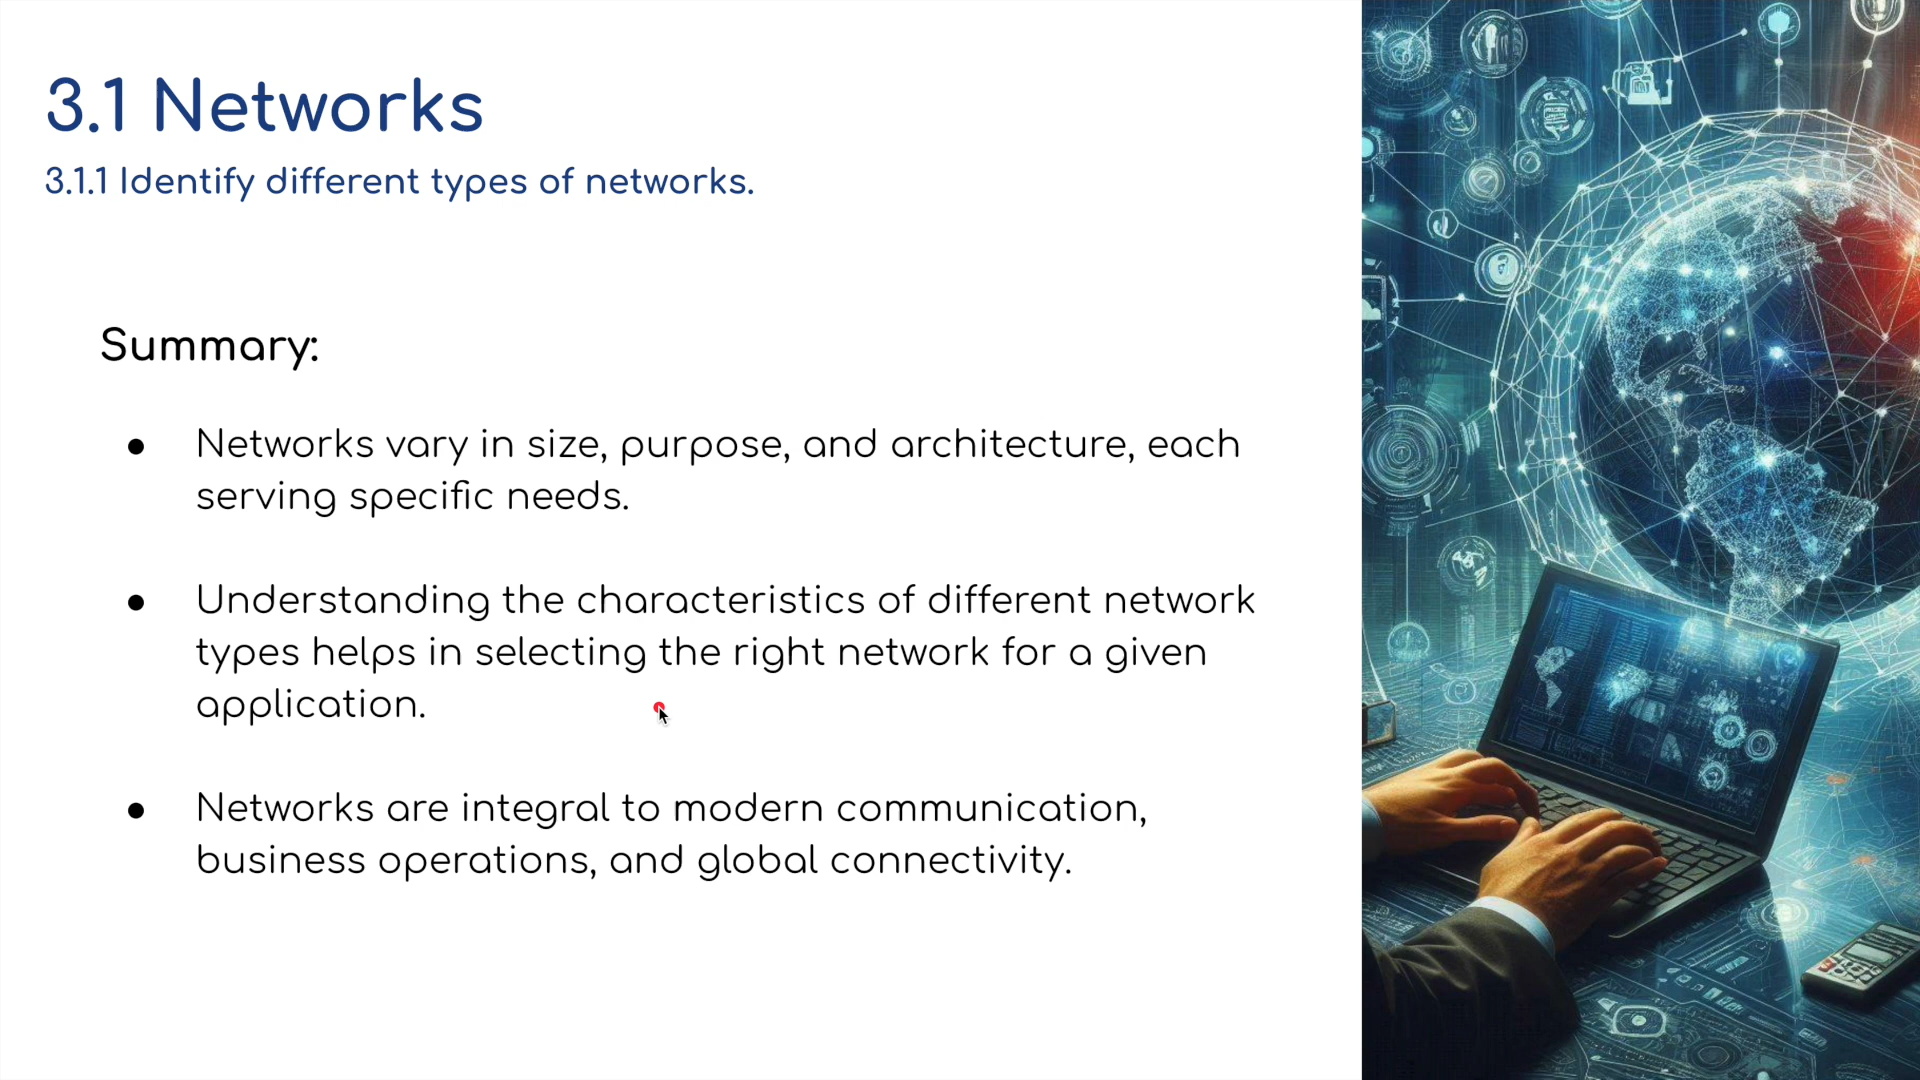 3.1 Networks
3.1.1 Identify different types of networks.
Summary:
● Networks vary in size, purpose, and architecture, each
serving specific needs.
● Understanding the characteristics of different network
types helps in selecting the right network for a given
application.
● Networks are integral to modern communication,
business operations, and global connectivity.